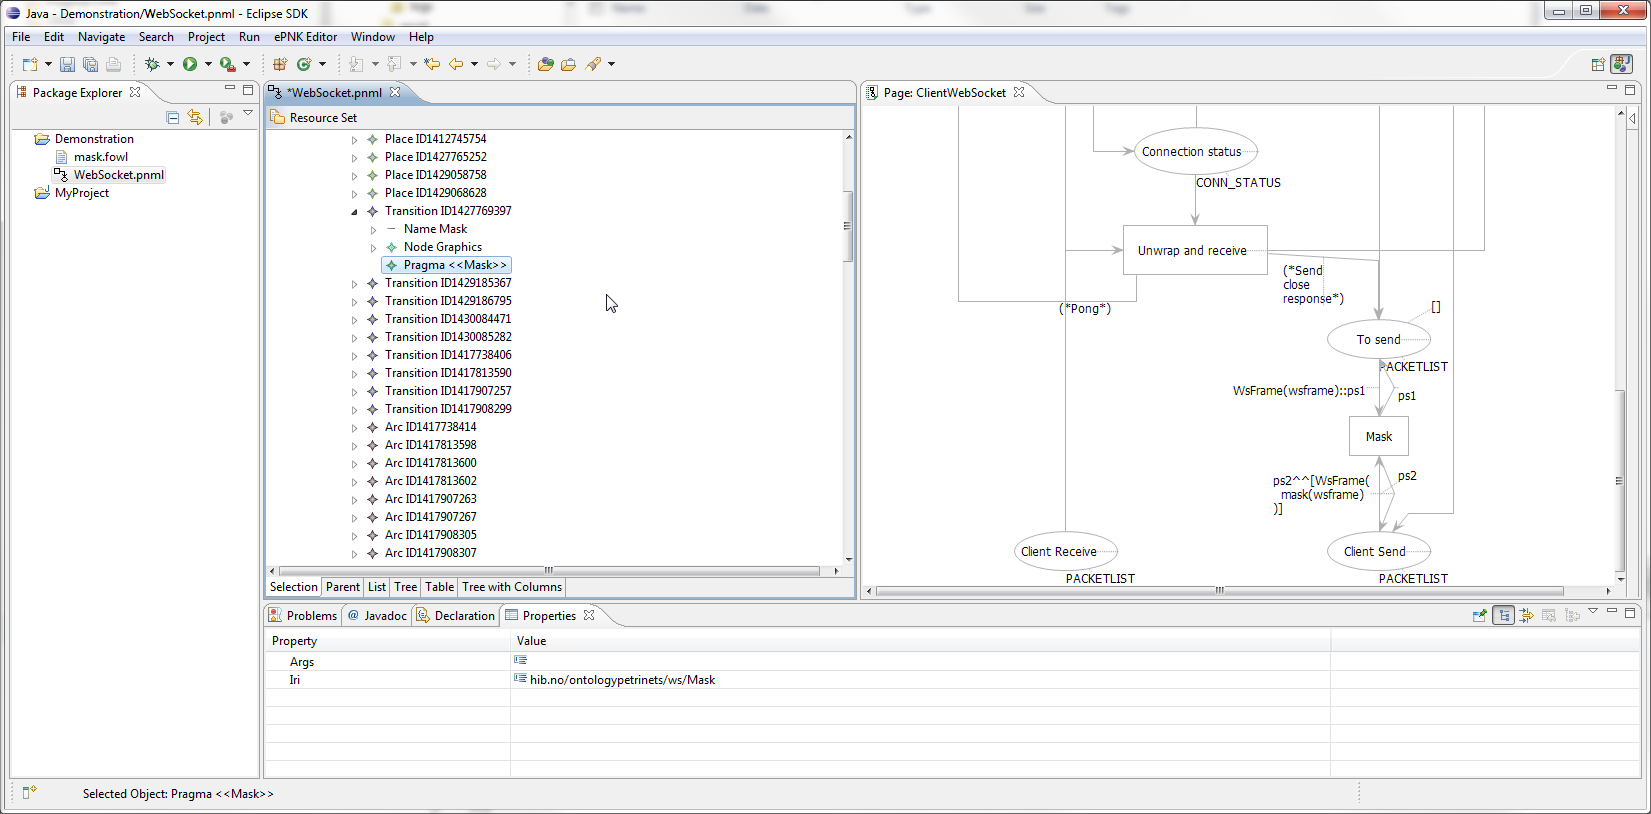 Java - Demonstration/WebSocket.pnml - Eclipse SDK
File Edit Navigate Search Project Run ePNK Editor Window Help
Package Explorer
Demonstration
mask.fowl
WebSocket.pnml
MyProject
*WebSocket.pnml
Resource Set
Place ID1412745754
Place ID1427765252
Place ID1429058758
Place ID1429068628
Transition ID1427769397
Name Mask
Node Graphics
Pragma <<Mask>>
Transition ID1429185367
Transition ID1429186795
Transition ID1430084471
Transition ID1430085282
Transition ID1417738406
Transition ID1417813590
Transition ID1417907257
Transition ID1417908299
Arc ID1417738414
Arc ID1417813598
Arc ID1417813600
Arc ID1417813602
Arc ID1417907263
Arc ID1417907267
Arc ID1417908305
Arc ID1417908307
Selection Parent List Tree Table Tree with Columns
Page: ClientWebSocket
Connection status
CONN_STATUS
Unwrap and receive
(*Send
close
response*)
(*Pong*)
[]
To send
PACKETLIST
WsFrame(wsframe)::ps1
ps1
Mask
ps2
ps2^^[WsFrame(
mask(wsframe)
)]
Client Receive
PACKETLIST
Client Send
PACKETLIST
Problems @ Javadoc Declaration Properties
Property Value
Args
Iri hib.no/ontologypetrinets/ws/Mask
Selected Object: Pragma <<Mask>>